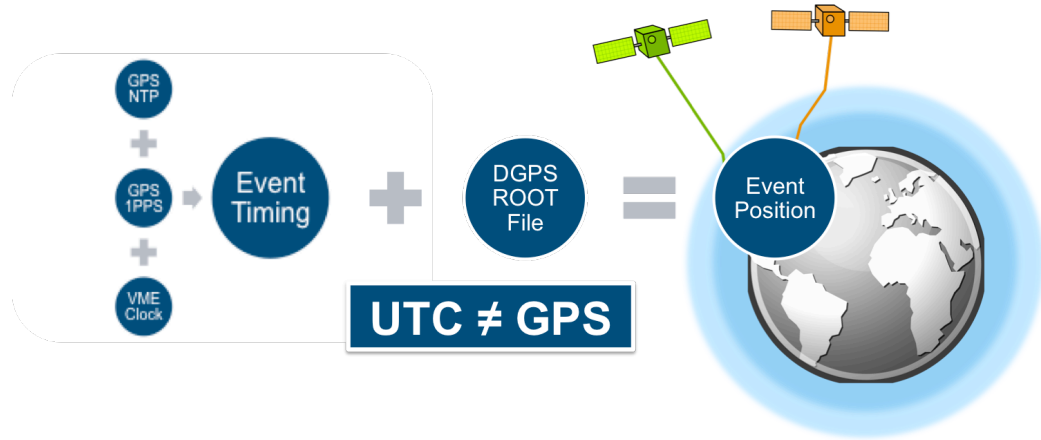 GPS
NTP
+
GPS
1PPS
+
VME
Clock
Event
Timing
+
DGPS
ROOT
File
=
Event
Position
UTC ≠ GPS